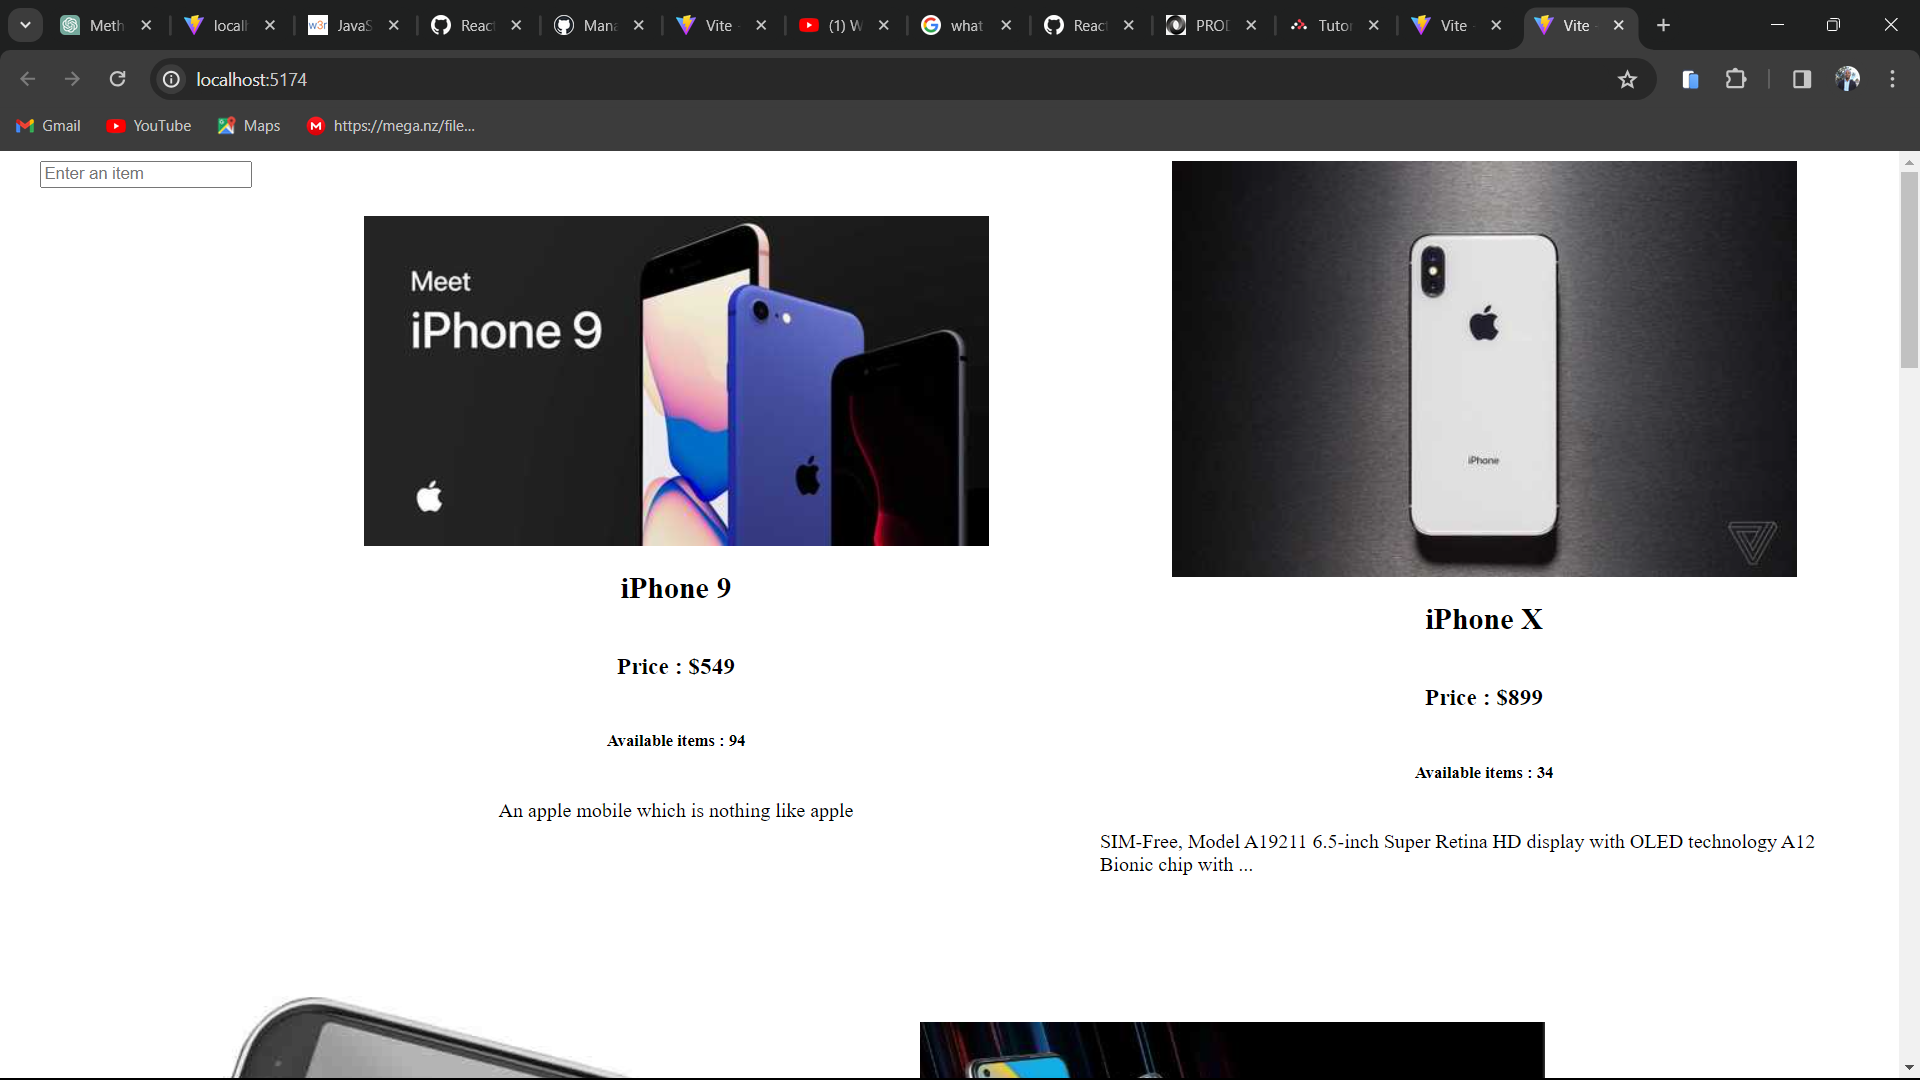 Meth
localh
w3r
JavaS
React
Mana
Vite
(1) W
what
React
PROD
Tutor
Vite
Vite
localhost:5174
Gmail
YouTube
Maps
https://mega.nz/file...
Enter an item
Meet
iPhone 9
iPhone
iPhone 9
Price : $549
Available items : 94
An apple mobile which is nothing like apple
iPhone X
Price : $899
Available items : 34
SIM-Free, Model A19211 6.5-inch Super Retina HD display with OLED technology A12
Bionic chip with ...